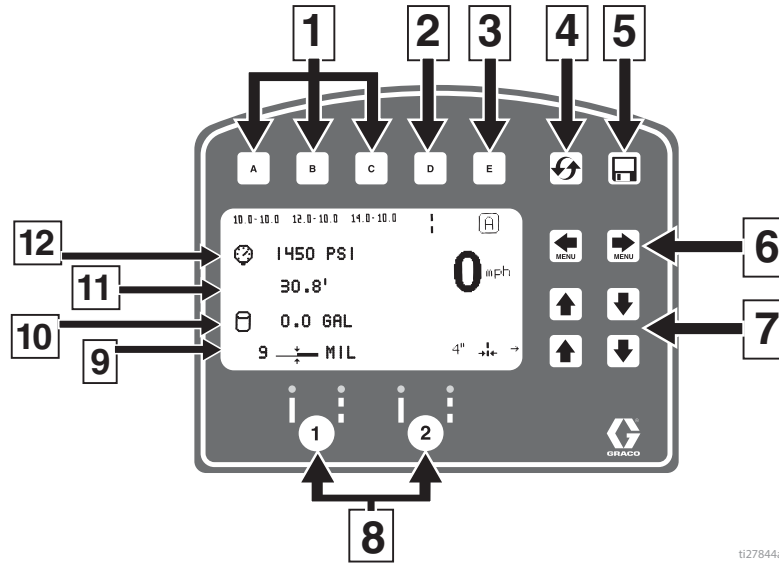 1 2 3 4 5
A B C D E
10.0-10.0 12.0-10.0 14.0-10.0 A
12 1450 PSI 0 mph MENU MENU 6
11 30.8'
10 0.0 GAL 7
9 9 MIL 4"
1 2
GRACO
8
ti27844a